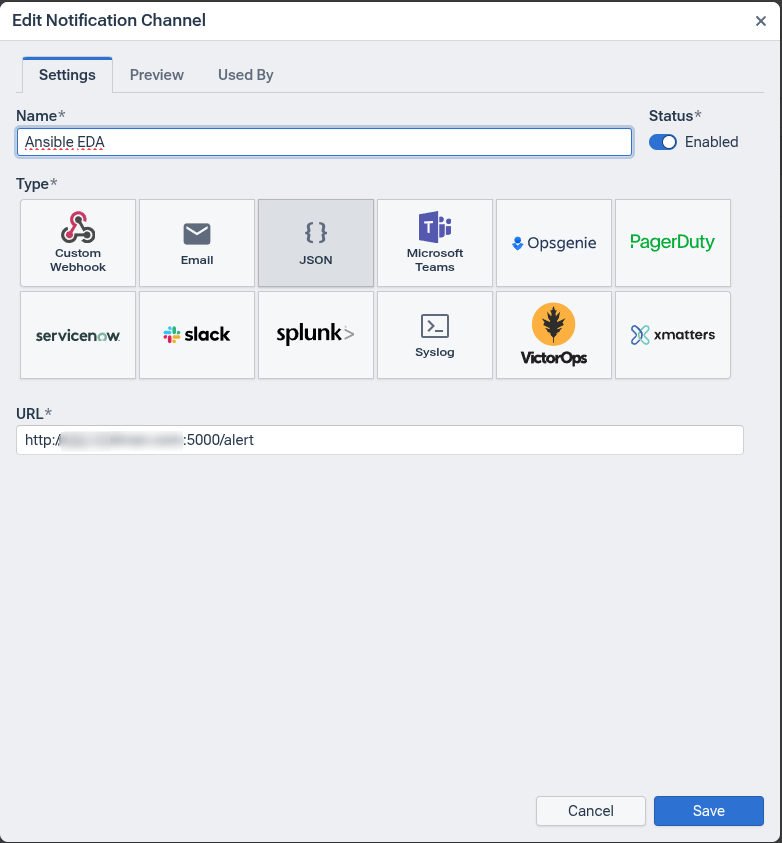 Edit Notification Channel
Settings Preview Used By
Name* Status*
Ansible EDA Enabled
Type*
Custom Webhook
Email
{ } JSON
T Microsoft Teams
Opsgenie
PagerDuty
servicenow
slack
splunk>
Syslog
VictorOps
xmatters
URL*
http:/ :5000/alert
Cancel Save